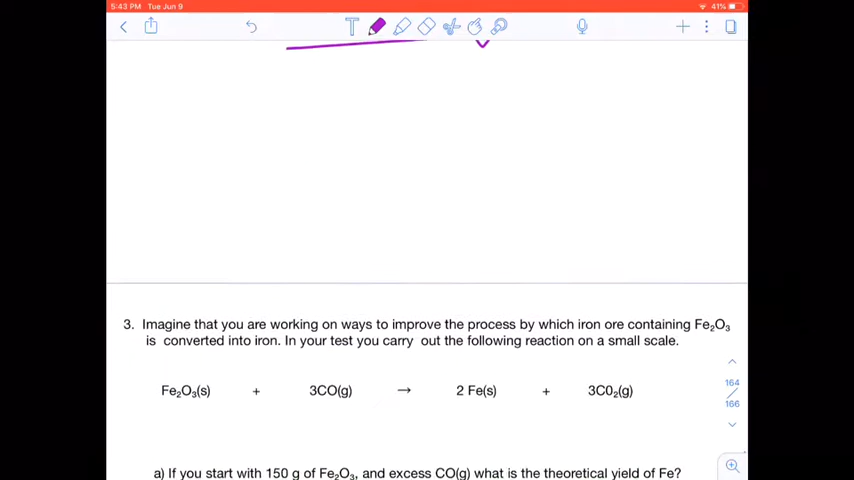 5:43 PM Tue Jun 9
41%
T
3. Imagine that you are working on ways to improve the process by which iron ore containing Fe₂O₃
is converted into iron. In your test you carry out the following reaction on a small scale.
Fe₂O₃(s) + 3CO(g) → 2 Fe(s) + 3C0₂(g)
164
166
a) If you start with 150 g of Fe₂O₃, and excess CO(g) what is the theoretical yield of Fe?